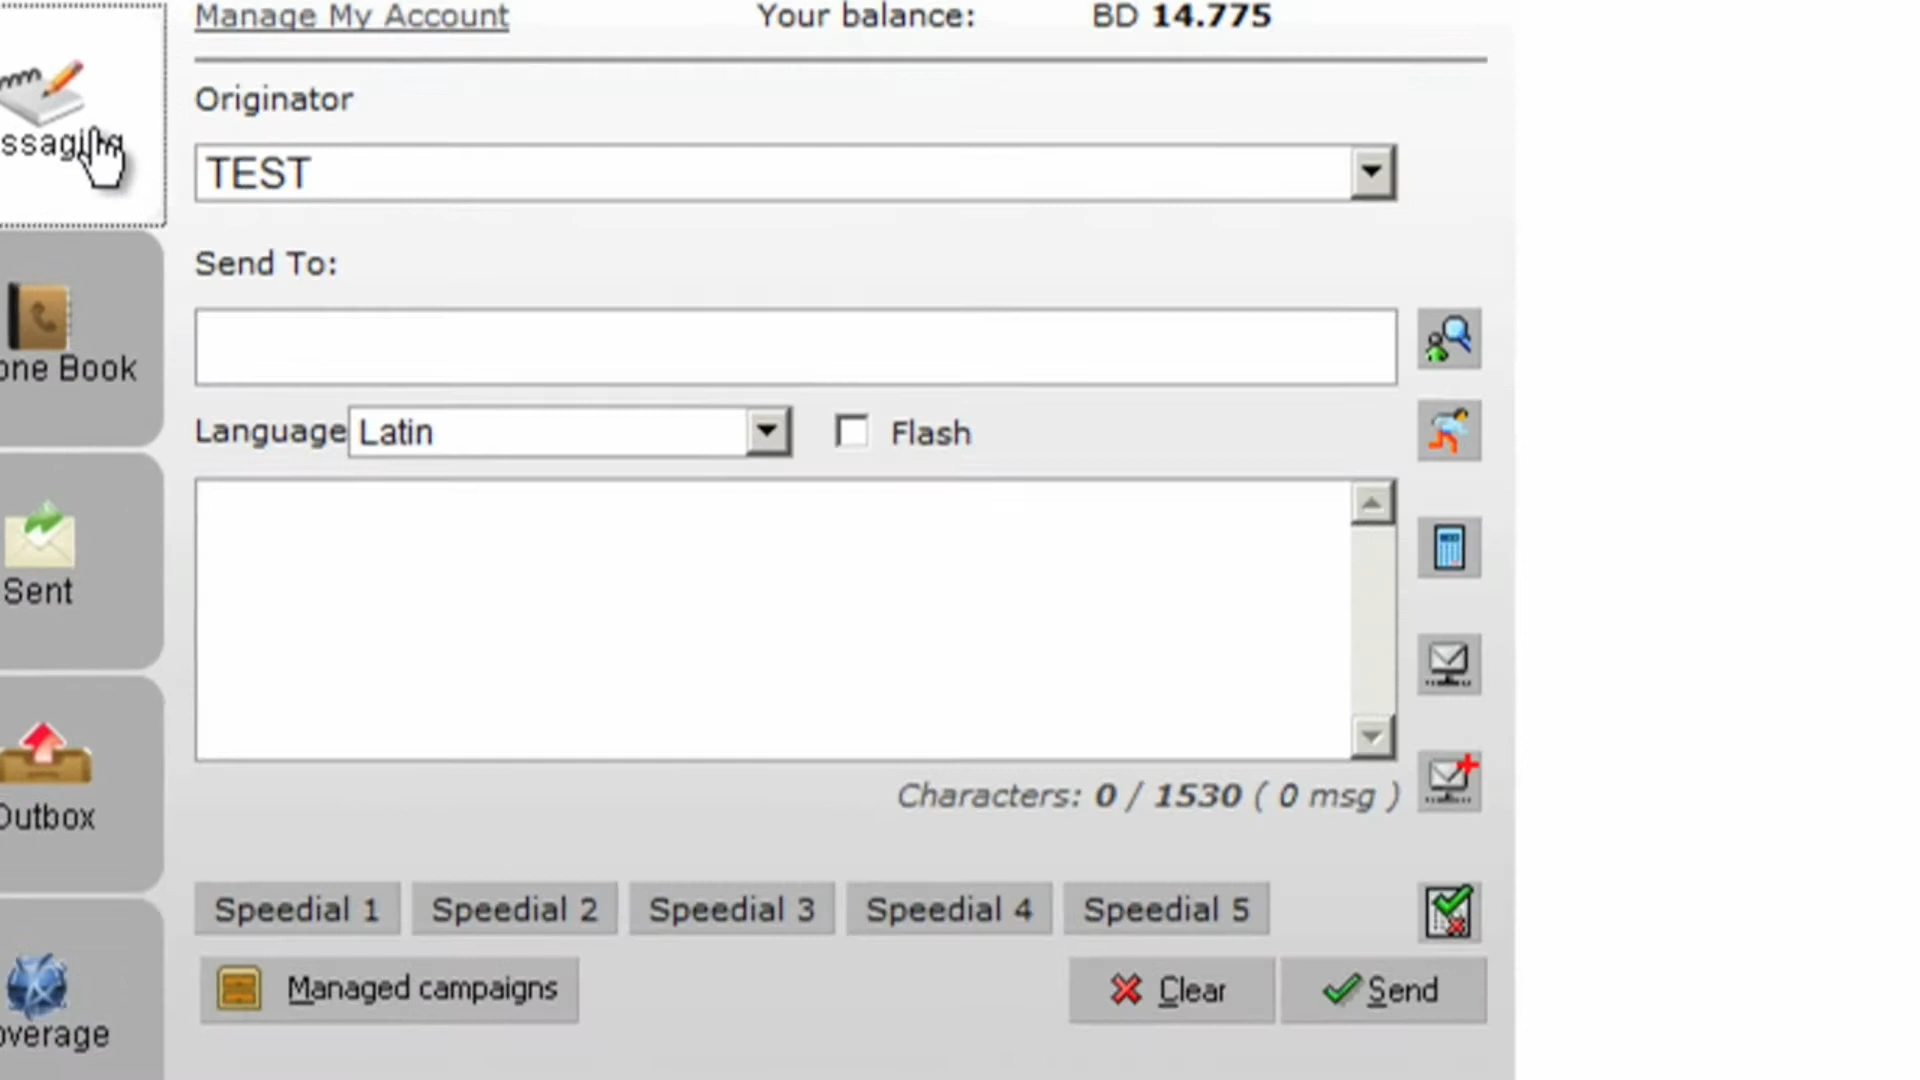 Manage My Account Your balance: BD 14.775
Originator
TEST
Send To:
Language Latin Flash
Characters: 0 / 1530 ( 0 msg )
Speedial 1 Speedial 2 Speedial 3 Speedial 4 Speedial 5
Managed campaigns Clear Send
ssaging
one Book
Sent
Outbox
overage